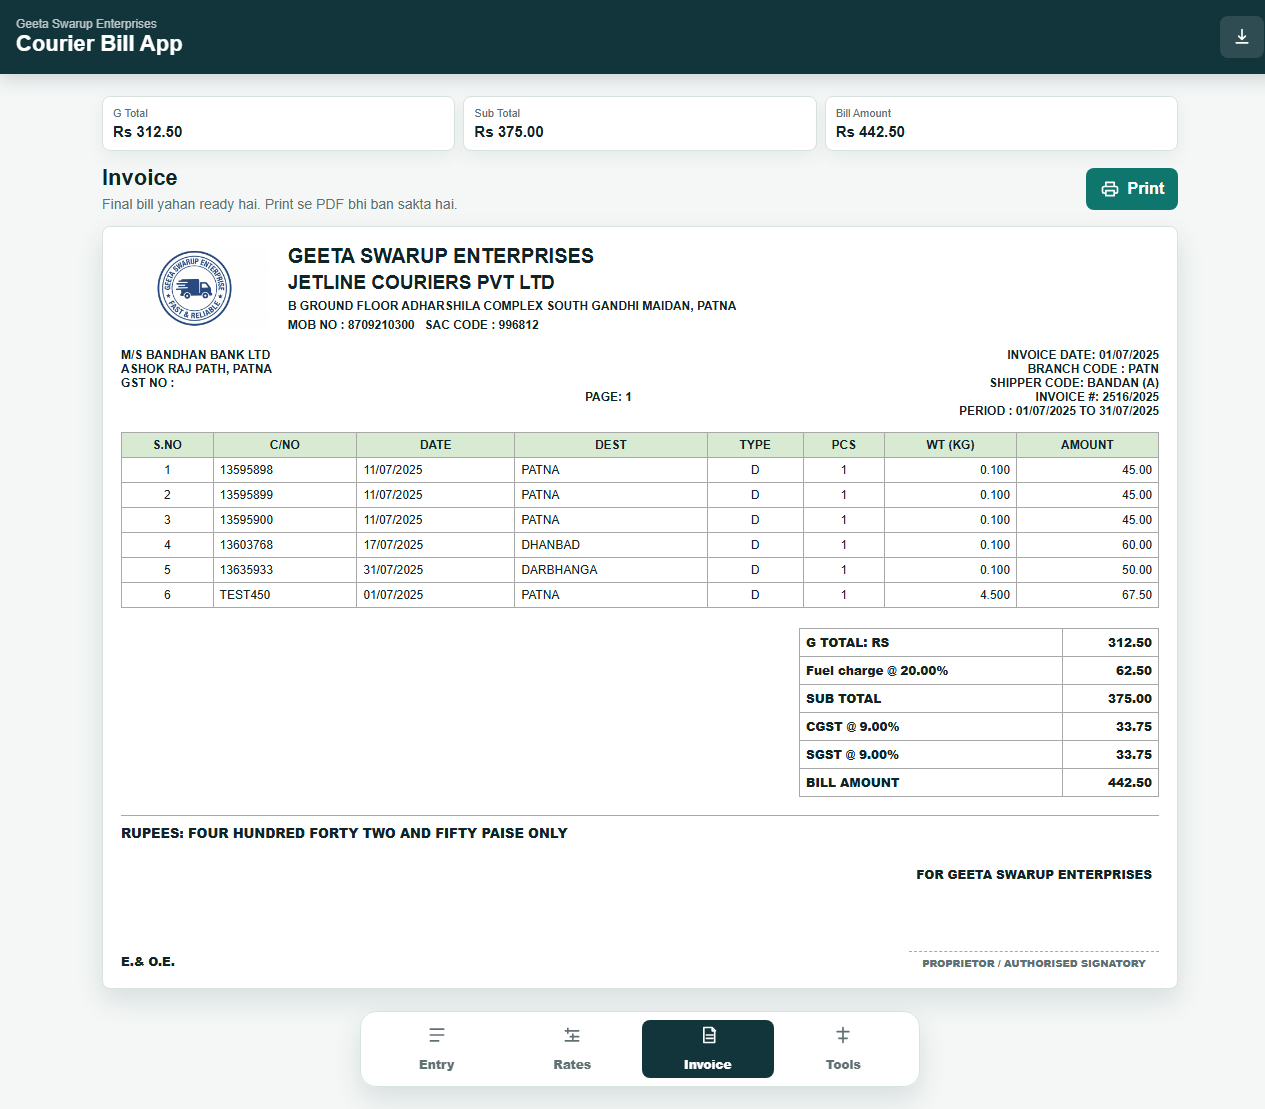 Geeta Swarup Enterprises
Courier Bill App
G Total
Rs 312.50
Sub Total
Rs 375.00
Bill Amount
Rs 442.50
Invoice
Final bill yahan ready hai. Print se PDF bhi ban sakta hai.
Print
GEETA SWARUP ENTERPRISE
FAST & RELIABLE
GEETA SWARUP ENTERPRISES
JETLINE COURIERS PVT LTD
B GROUND FLOOR ADHARSHILA COMPLEX SOUTH GANDHI MAIDAN, PATNA
MOB NO : 8709210300 SAC CODE : 996812
M/S BANDHAN BANK LTD
ASHOK RAJ PATH, PATNA
GST NO :
PAGE: 1
INVOICE DATE: 01/07/2025
BRANCH CODE : PATN
SHIPPER CODE: BANDAN (A)
INVOICE #: 2516/2025
PERIOD : 01/07/2025 TO 31/07/2025
S.NO C/NO DATE DEST TYPE PCS WT (KG) AMOUNT
1 13595898 11/07/2025 PATNA D 1 0.100 45.00
2 13595899 11/07/2025 PATNA D 1 0.100 45.00
3 13595900 11/07/2025 PATNA D 1 0.100 45.00
4 13603768 17/07/2025 DHANBAD D 1 0.100 60.00
5 13635933 31/07/2025 DARBHANGA D 1 0.100 50.00
6 TEST450 01/07/2025 PATNA D 1 4.500 67.50
G TOTAL: RS 312.50
Fuel charge @ 20.00% 62.50
SUB TOTAL 375.00
CGST @ 9.00% 33.75
SGST @ 9.00% 33.75
BILL AMOUNT 442.50
RUPEES: FOUR HUNDRED FORTY TWO AND FIFTY PAISE ONLY
FOR GEETA SWARUP ENTERPRISES
E.& O.E.
PROPRIETOR / AUTHORISED SIGNATORY
Entry
Rates
Invoice
Tools